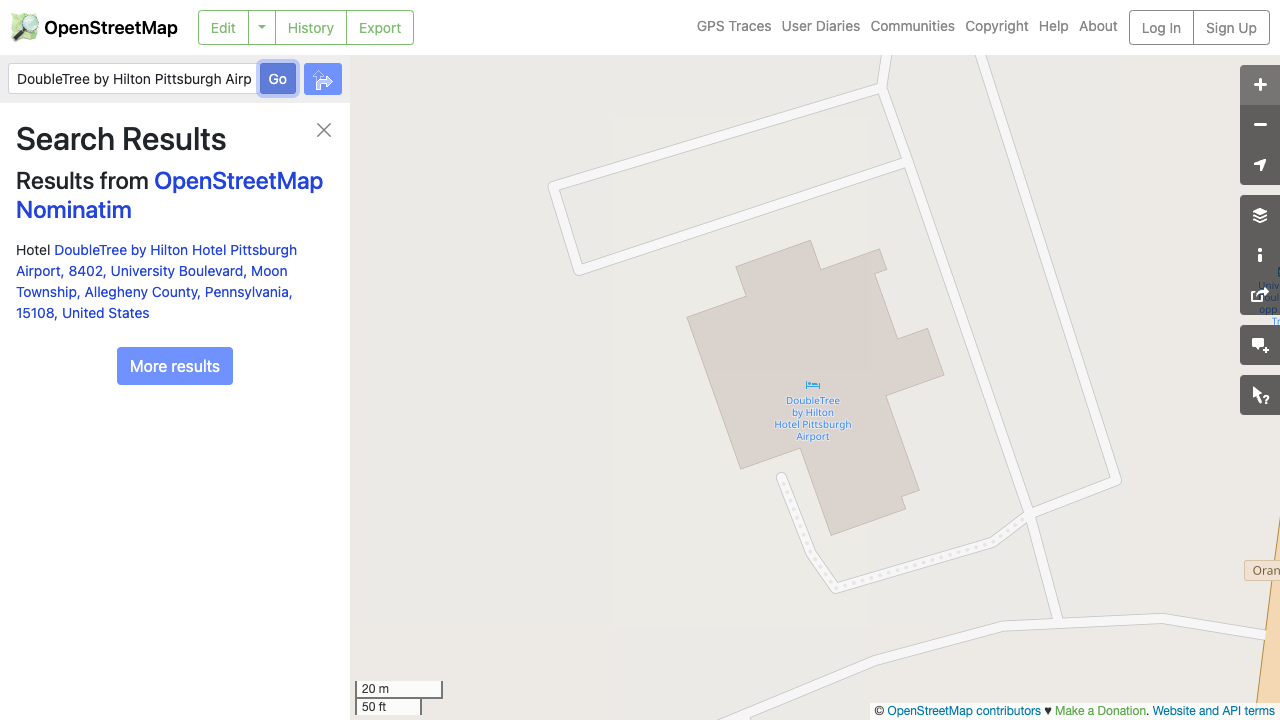 OpenStreetMap
Edit
History
Export
GPS Traces
User Diaries
Communities
Copyright
Help
About
Log In
Sign Up
DoubleTree by Hilton Pittsburgh Airp
Go
Search Results
Results from OpenStreetMap
Nominatim
Hotel DoubleTree by Hilton Hotel Pittsburgh
Airport, 8402, University Boulevard, Moon
Township, Allegheny County, Pennsylvania,
15108, United States
More results
DoubleTree
by Hilton
Hotel Pittsburgh
Airport
Oran
20 m
50 ft
© OpenStreetMap contributors ♥ Make a Donation. Website and API terms